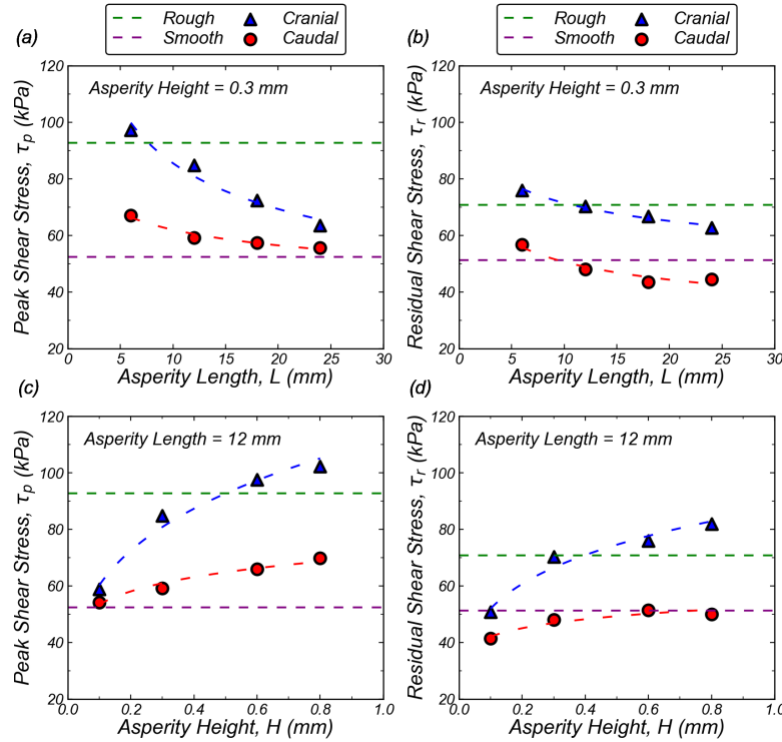 Rough Cranial
Smooth Caudal
Rough Cranial
Smooth Caudal
(a)
(b)
120
100
80
60
40
20
Peak Shear Stress, τp (kPa)
Asperity Height = 0.3 mm
0 5 10 15 20 25 30
Asperity Length, L (mm)
120
100
80
60
40
20
Residual Shear Stress, τr (kPa)
Asperity Height = 0.3 mm
0 5 10 15 20 25 30
Asperity Length, L (mm)
(c)
(d)
120
100
80
60
40
20
Peak Shear Stress, τp (kPa)
Asperity Length = 12 mm
0.0 0.2 0.4 0.6 0.8 1.0
Asperity Height, H (mm)
120
100
80
60
40
20
Residual Shear Stress, τr (kPa)
Asperity Length = 12 mm
0.0 0.2 0.4 0.6 0.8 1.0
Asperity Height, H (mm)